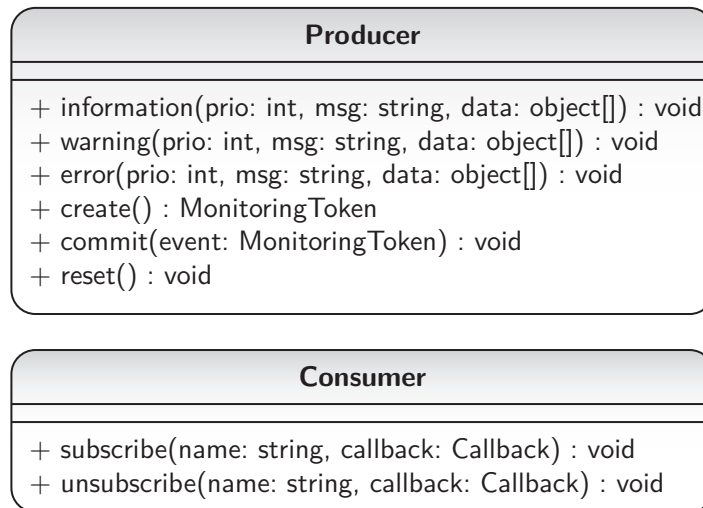 Producer
+ information(prio: int, msg: string, data: object[]) : void
+ warning(prio: int, msg: string, data: object[]) : void
+ error(prio: int, msg: string, data: object[]) : void
+ create() : MonitoringToken
+ commit(event: MonitoringToken) : void
+ reset() : void
Consumer
+ subscribe(name: string, callback: Callback) : void
+ unsubscribe(name: string, callback: Callback) : void